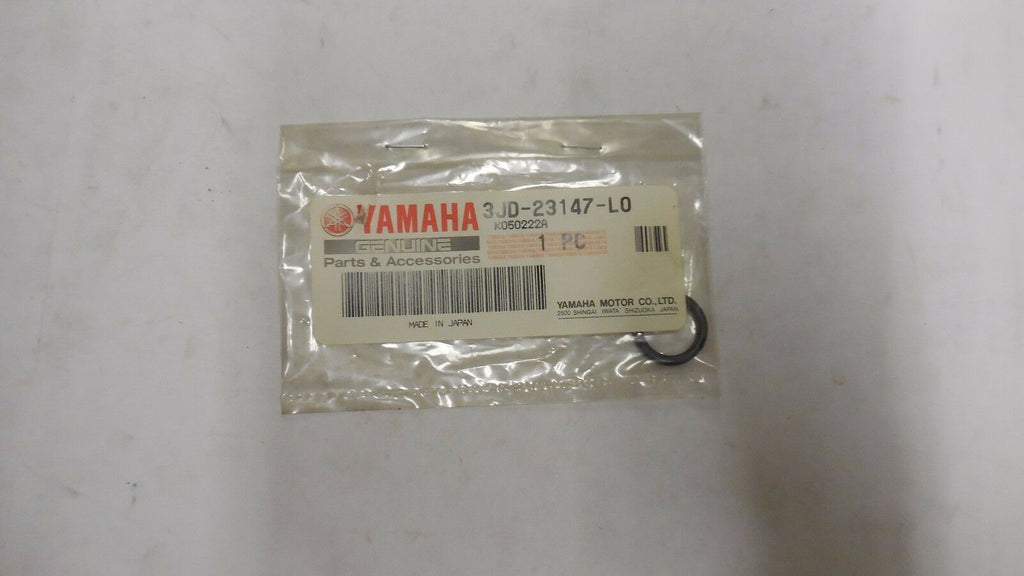 YAMAHA 3JD-23147-L0
K050222A
GENUINE 1 PC
Parts & Accessories
YAMAHA MOTOR CO., LTD.
2500 SHINGAI IWATA SHIZUOKA JAPAN
MADE IN JAPAN